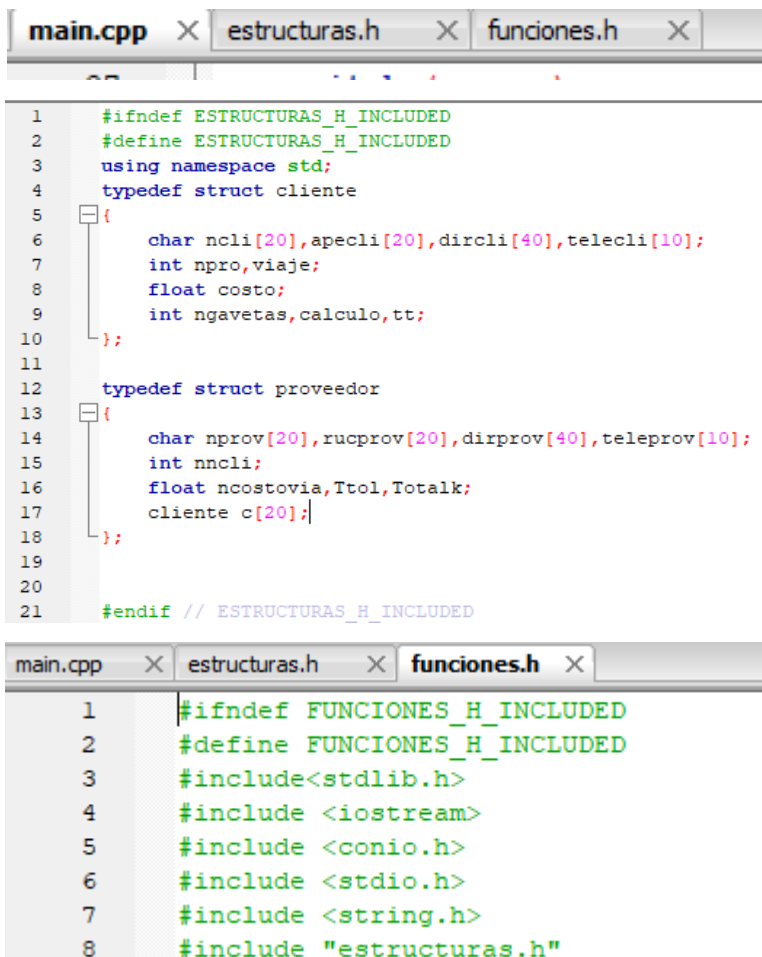 main.cpp estructuras.h funciones.h
1 #ifndef ESTRUCTURAS_H_INCLUDED
2 #define ESTRUCTURAS_H_INCLUDED
3 using namespace std;
4 typedef struct cliente
5 {
6 char ncli[20],apecli[20],dircli[40],telecli[10];
7 int npro,viaje;
8 float costo;
9 int ngavetas,calculo,tt;
10 };
11
12 typedef struct proveedor
13 {
14 char nprov[20],rucprov[20],dirprov[40],teleprov[10];
15 int nncli;
16 float ncostovia,Ttol,Totalk;
17 cliente c[20];
18 };
19
20
21 #endif // ESTRUCTURAS_H_INCLUDED
main.cpp estructuras.h funciones.h
1 #ifndef FUNCIONES_H_INCLUDED
2 #define FUNCIONES_H_INCLUDED
3 #include<stdlib.h>
4 #include <iostream>
5 #include <conio.h>
6 #include <stdio.h>
7 #include <string.h>
8 #include "estructuras.h"